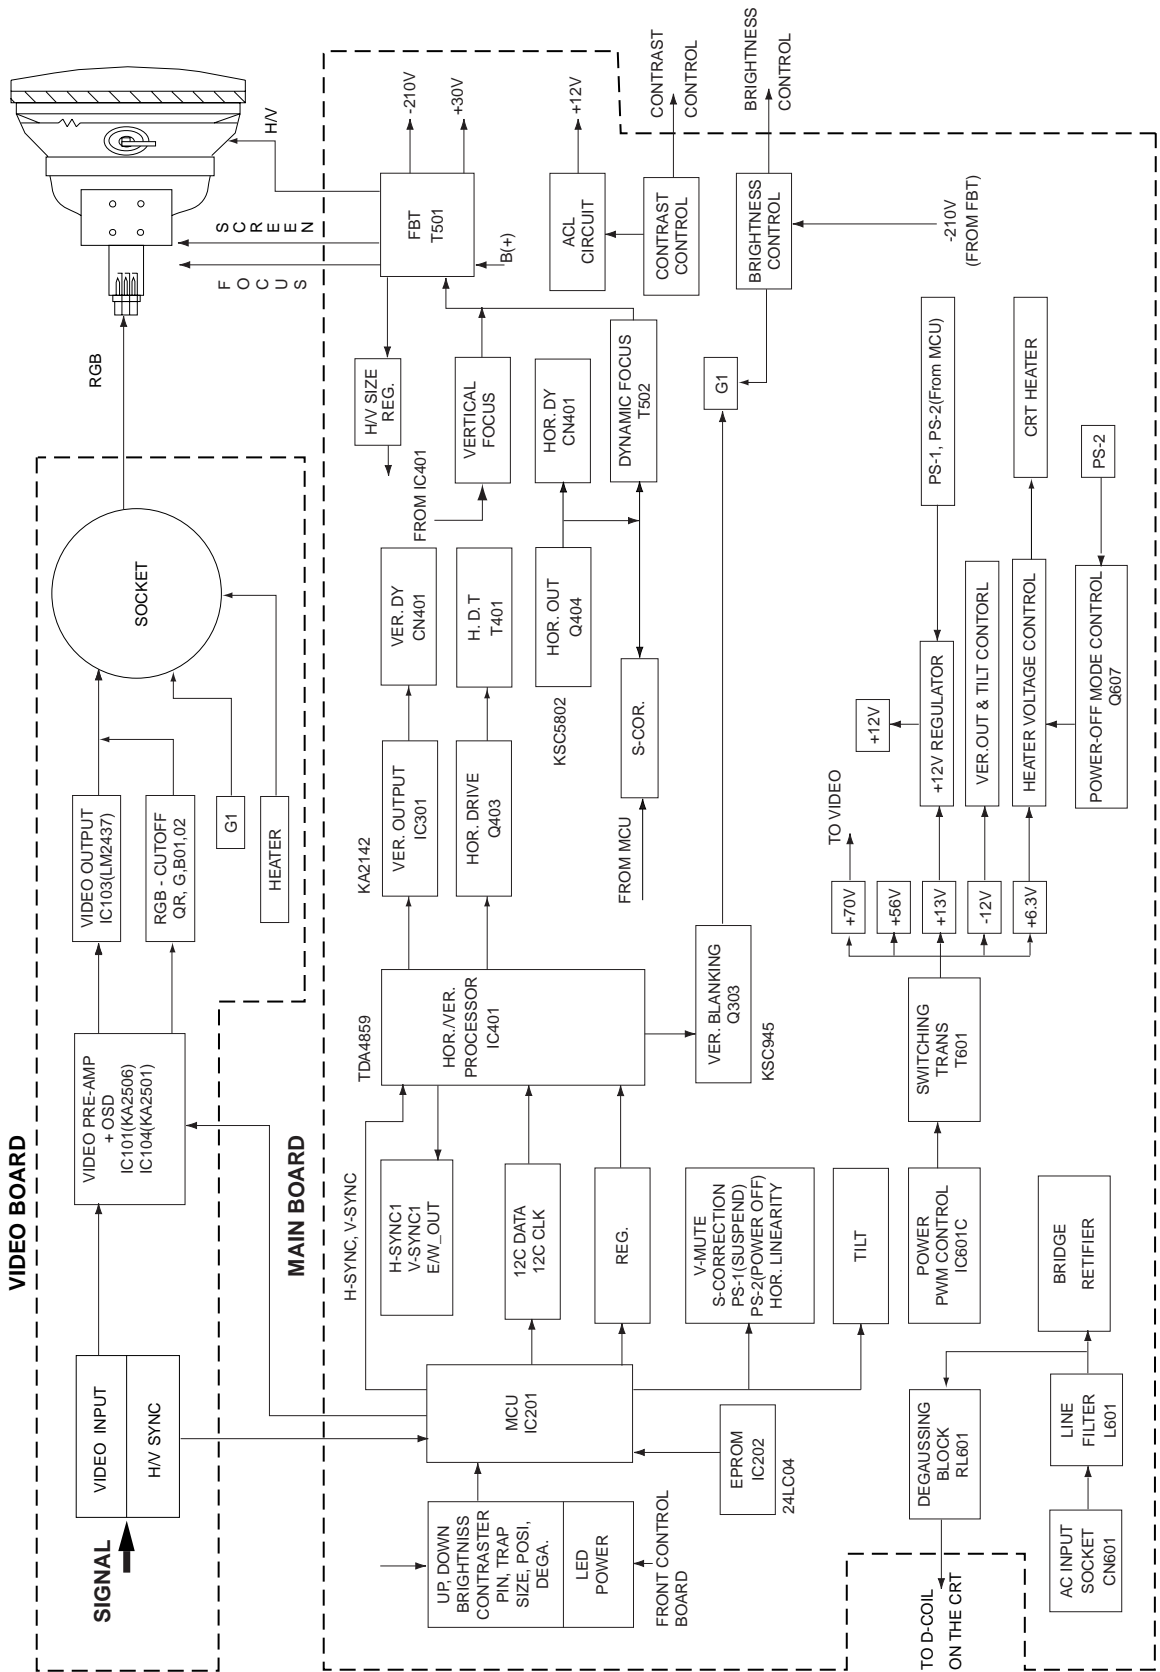 VIDEO BOARD
SIGNAL
VIDEO INPUT
H/V SYNC
VIDEO PRE-AMP
+ OSD
IC101(KA2506)
IC104(KA2501)
VIDEO OUTPUT
IC103(LM2437)
RGB - CUTOFF
QR, G,B01,02
G1
HEATER
SOCKET
RGB
FOCUS
SCREEN
H/V
MAIN BOARD
H-SYNC, V-SYNC
UP, DOWN
BRIGHTNISS
CONTRASTER
PIN, TRAP
SIZE, POSI,
DEGA.
LED
POWER
FRONT CONTROL
BOARD
MCU
IC201
EPROM
IC202
24LC04
H-SYNC1
V-SYNC1
E/W_OUT
12C DATA
12C CLK
REG.
V-MUTE
S-CORRECTION
PS-1(SUSPEND)
PS-2(POWER OFF)
HOR. LINEARITY
TILT
TDA4859
HOR./VER.
PROCESSOR
IC401
VER. BLANKING
Q303
KSC945
KA2142
VER. OUTPUT
IC301
HOR. DRIVE
Q403
VER. DY
CN401
H. D. T
T401
FROM MCU
S-COR.
KSC5802
HOR. OUT
Q404
HOR. DY
CN401
DYNAMIC FOCUS
T502
FROM IC401
VERTICAL
FOCUS
H/V SIZE
REG.
FBT
T501
B(+)
-210V
+30V
ACL
CIRCUIT
+12V
CONTRAST
CONTROL
CONTRAST
CONTROL
G1
BRIGHTNESS
CONTROL
BRIGHTNESS
CONTROL
-210V
(FROM FBT)
AC INPUT
SOCKET
CN601
LINE
FILTER
L601
BRIDGE
RETIFIER
DEGAUSSING
BLOCK
RL601
TO D-COIL
ON THE CRT
POWER
PWM CONTROL
IC601C
SWITCHING
TRANS
T601
+70V
+56V
+13V
-12V
+6.3V
TO VIDEO
+12V
+12V REGULATOR
PS-1, PS-2(From MCU)
VER.OUT & TILT CONTORL
HEATER VOLTAGE CONTROL
CRT HEATER
POWER-OFF MODE CONTROL
Q607
PS-2